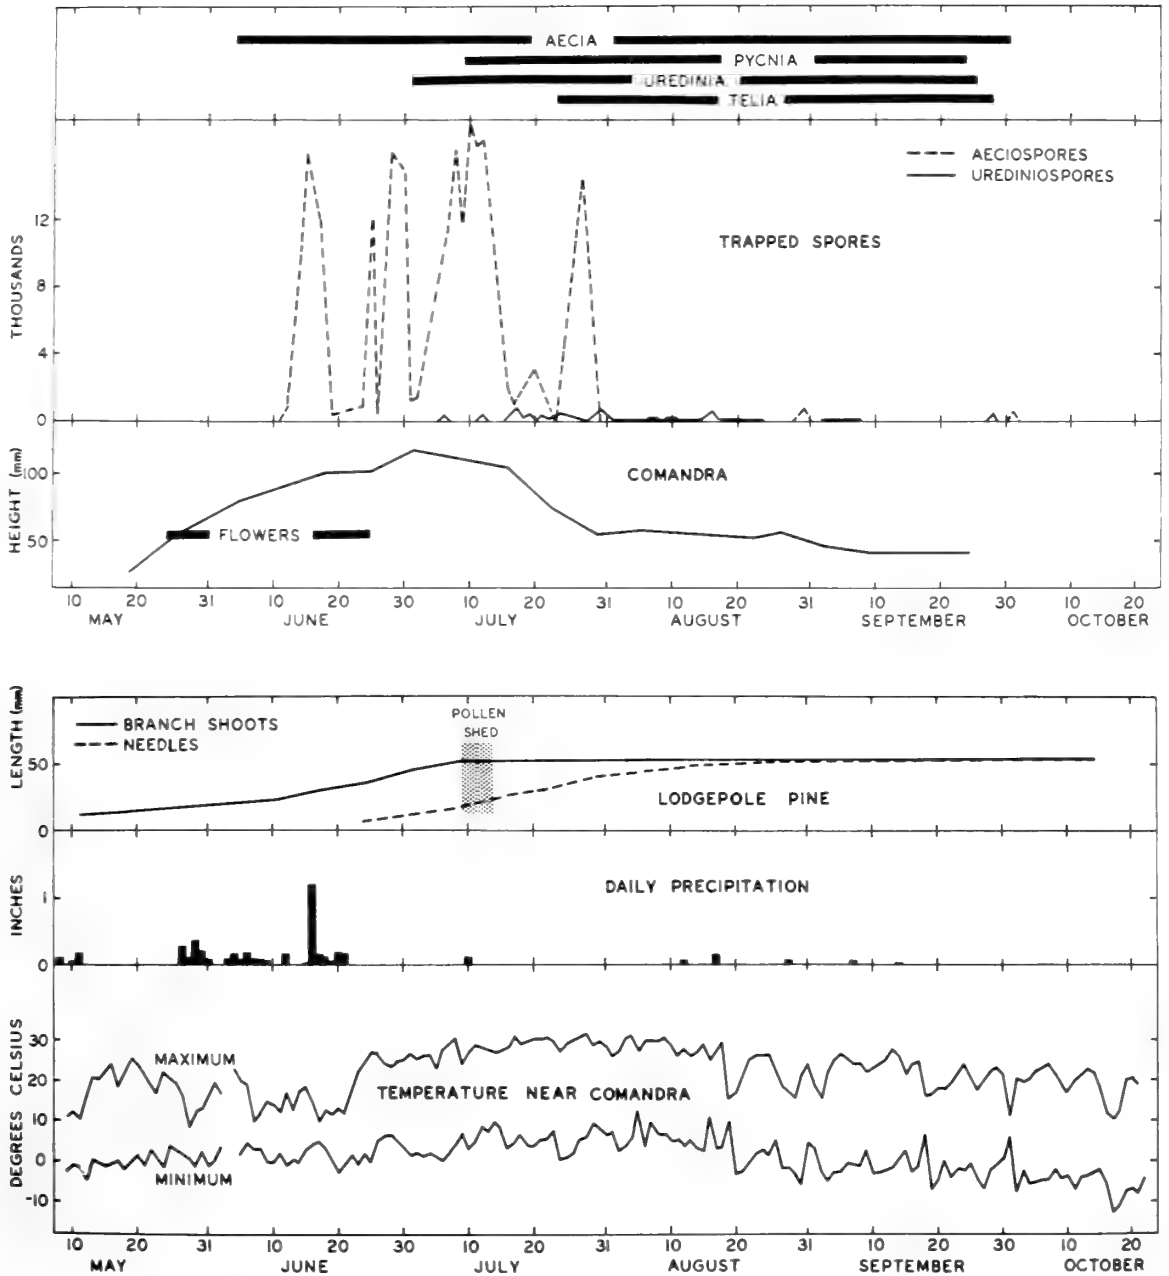 AECIA
PYCNIA
UREDINIA
TELIA
AECIOSPORES
UREDINIOSPORES
TRAPPED SPORES
THOUSANDS
12
8
4
0
COMANDRA
HEIGHT (mm)
100
50
FLOWERS
10 20 31 10 20 30 10 20 31 10 20 31 10 20 30 10 20
MAY JUNE JULY AUGUST SEPTEMBER OCTOBER
LENGTH (mm)
50
0
BRANCH SHOOTS
NEEDLES
POLLEN
SHED
LODGEPOLE PINE
INCHES
1
0
DAILY PRECIPITATION
DEGREES CELSIUS
30
20
10
0
-10
MAXIMUM
TEMPERATURE NEAR COMANDRA
MINIMUM
10 20 31 10 20 30 10 20 31 10 20 31 10 20 30 10 20
MAY JUNE JULY AUGUST SEPTEMBER OCTOBER